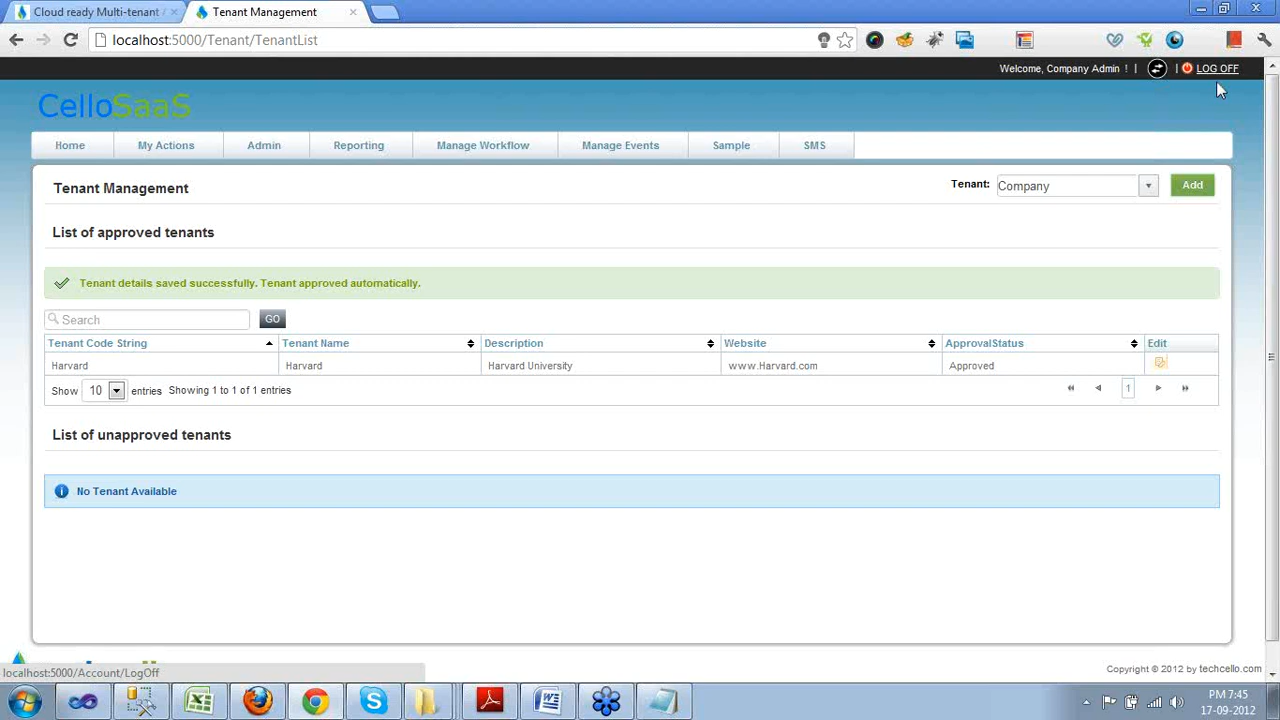 Cloud ready Multi-tenant
Tenant Management
localhost:5000/Tenant/TenantList
Welcome, Company Admin ! | | LOG OFF
CelloSaaS
Home My Actions Admin Reporting Manage Workflow Manage Events Sample SMS
Tenant Management
Tenant: Company Add
List of approved tenants
Tenant details saved successfully. Tenant approved automatically.
Search GO
Tenant Code String Tenant Name Description Website ApprovalStatus Edit
Harvard Harvard Harvard University www.Harvard.com Approved
Show 10 entries Showing 1 to 1 of 1 entries 1
List of unapproved tenants
No Tenant Available
localhost:5000/Account/LogOff
Copyright © 2012 by techcello.com
PM 7:45
17-09-2012